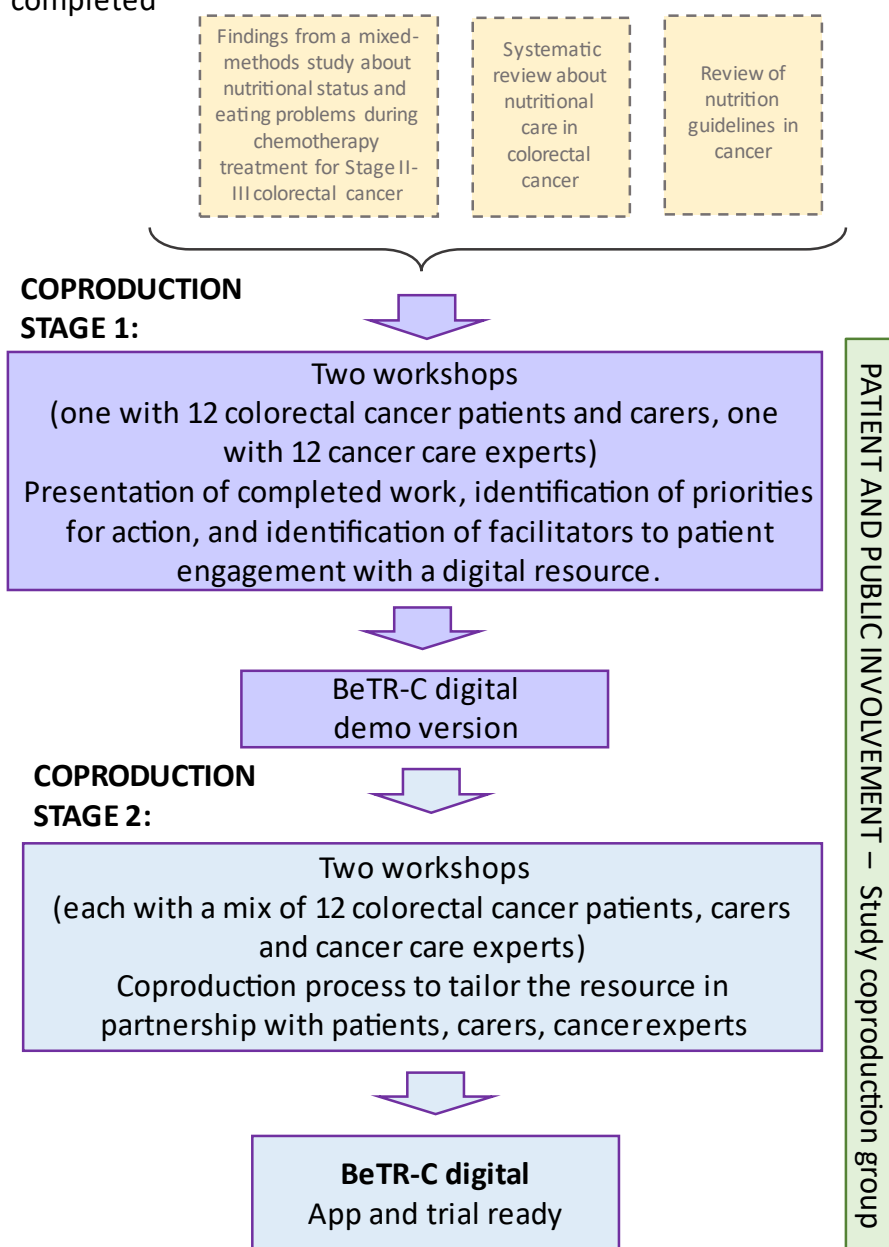 completed
Findings from a mixed-
methods study about
nutritional status and
eating problems during
chemotherapy
treatment for Stage II-
III colorectal cancer
Systematic
review about
nutritional
care in
colorectal
cancer
Review of
nutrition
guidelines in
cancer
COPRODUCTION
STAGE 1:
Two workshops
(one with 12 colorectal cancer patients and carers, one
with 12 cancer care experts)
Presentation of completed work, identification of priorities
for action, and identification of facilitators to patient
engagement with a digital resource.
BeTR-C digital
demo version
COPRODUCTION
STAGE 2:
Two workshops
(each with a mix of 12 colorectal cancer patients, carers
and cancer care experts)
Coproduction process to tailor the resource in
partnership with patients, carers, cancer experts
BeTR-C digital
App and trial ready
PATIENT AND PUBLIC INVOLVEMENT – Study coproduction group